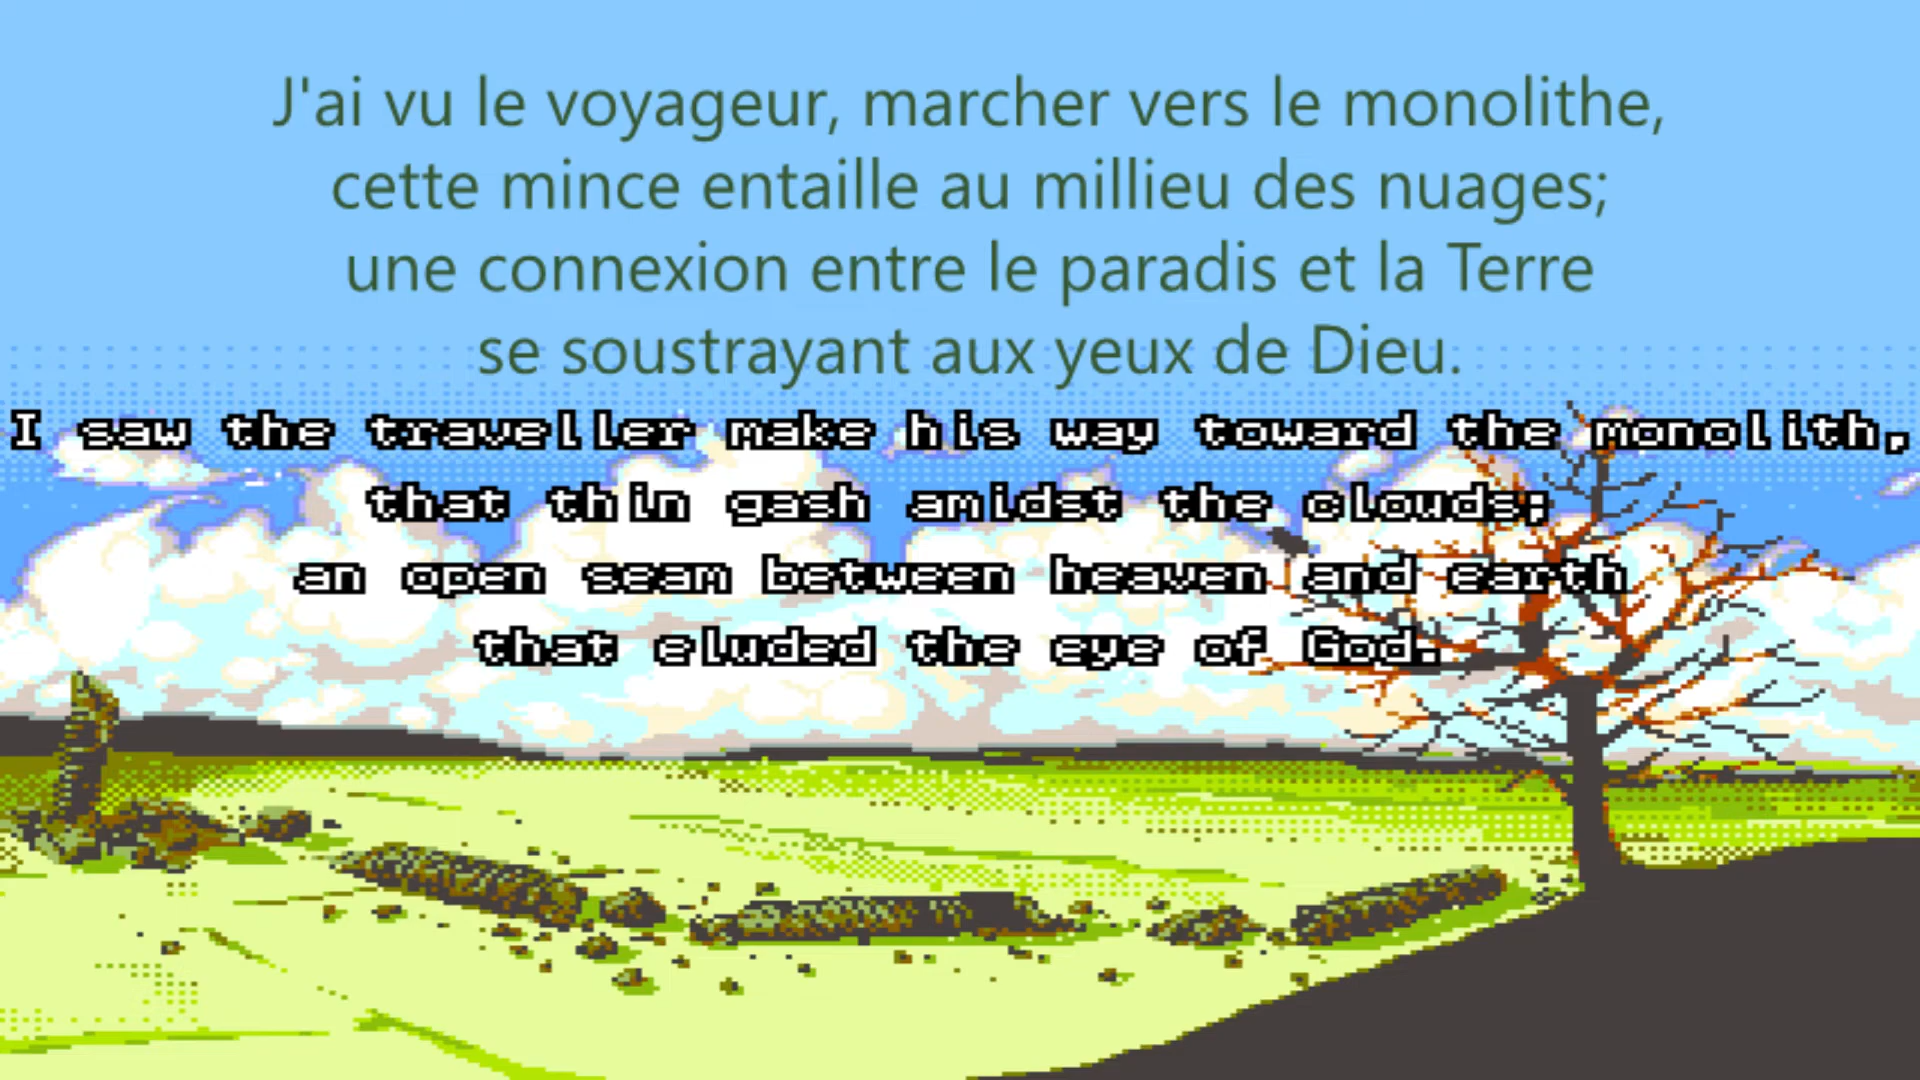 J'ai vu le voyageur, marcher vers le monolithe,
cette mince entaille au millieu des nuages;
une connexion entre le paradis et la Terre
se soustrayant aux yeux de Dieu.
I saw the traveller make his way toward the monolith,
that thin gash amidst the clouds;
an open seam between heaven and earth
that eluded the eye of God.